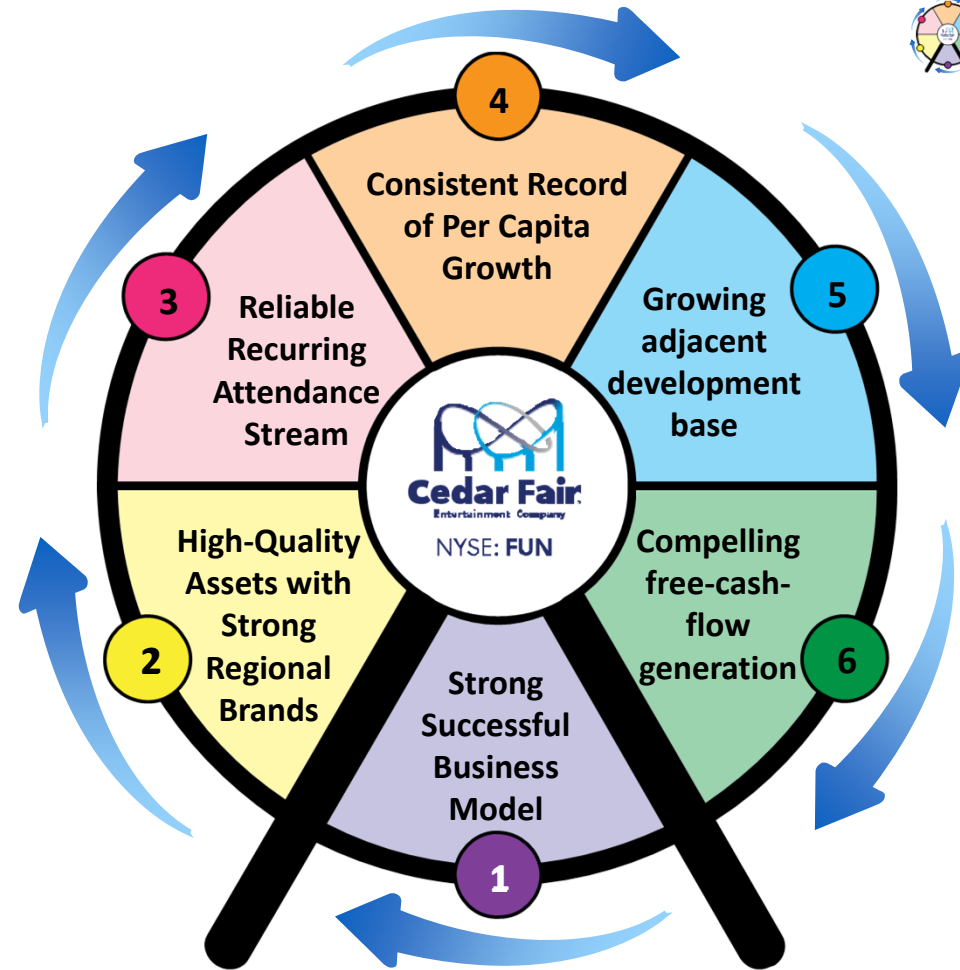 4
Consistent Record
of Per Capita
Growth
3
Reliable
Recurring
Attendance
Stream
5
Growing
adjacent
development
base
Cedar Fair
Entertainment Company
NYSE: FUN
2
High-Quality
Assets with
Strong
Regional
Brands
Compelling
free-cash-
flow
generation
6
Strong
Successful
Business
Model
1